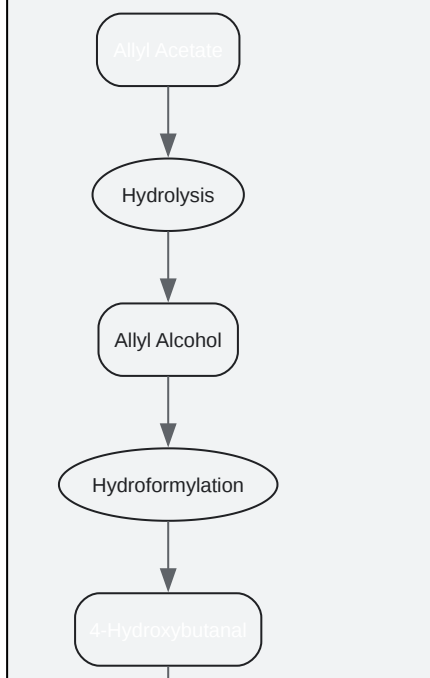 Allyl Acetate
Hydrolysis
Allyl Alcohol
Hydroformylation
4-Hydroxybutanal